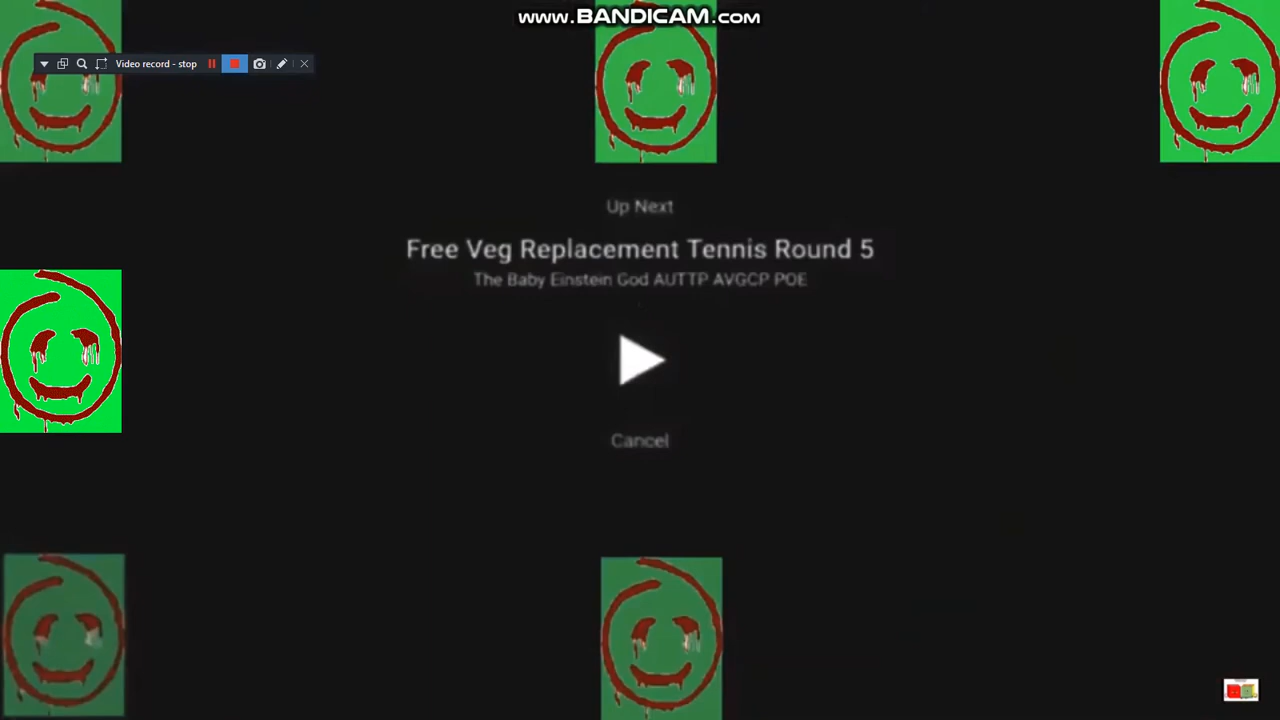 www.BANDICAM.com
Video record - stop
Up Next
Free Veg Replacement Tennis Round 5
The Baby Einstein God AUTTP AVGCP POE
Cancel